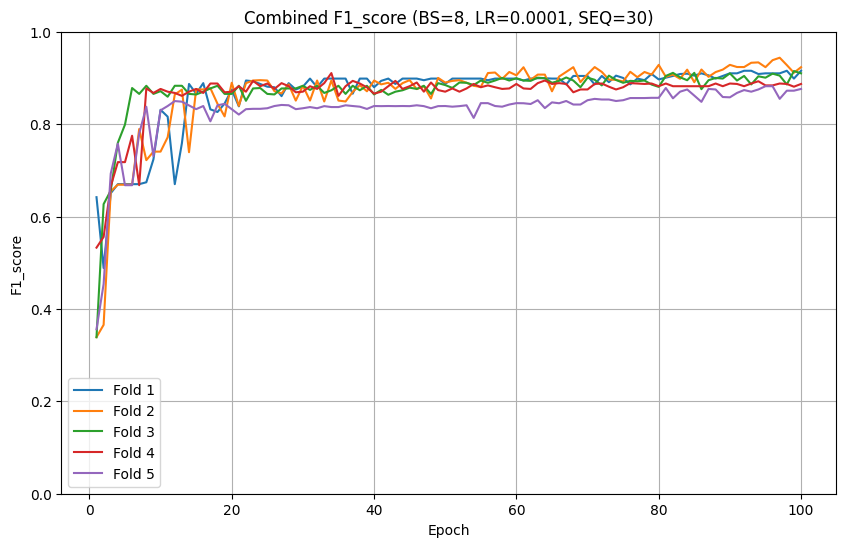 Combined F1_score (BS=8, LR=0.0001, SEQ=30)
1.0
0.8
0.6
0.4
0.2
0.0
F1_score
Fold 1
Fold 2
Fold 3
Fold 4
Fold 5
0 20 40 60 80 100
Epoch